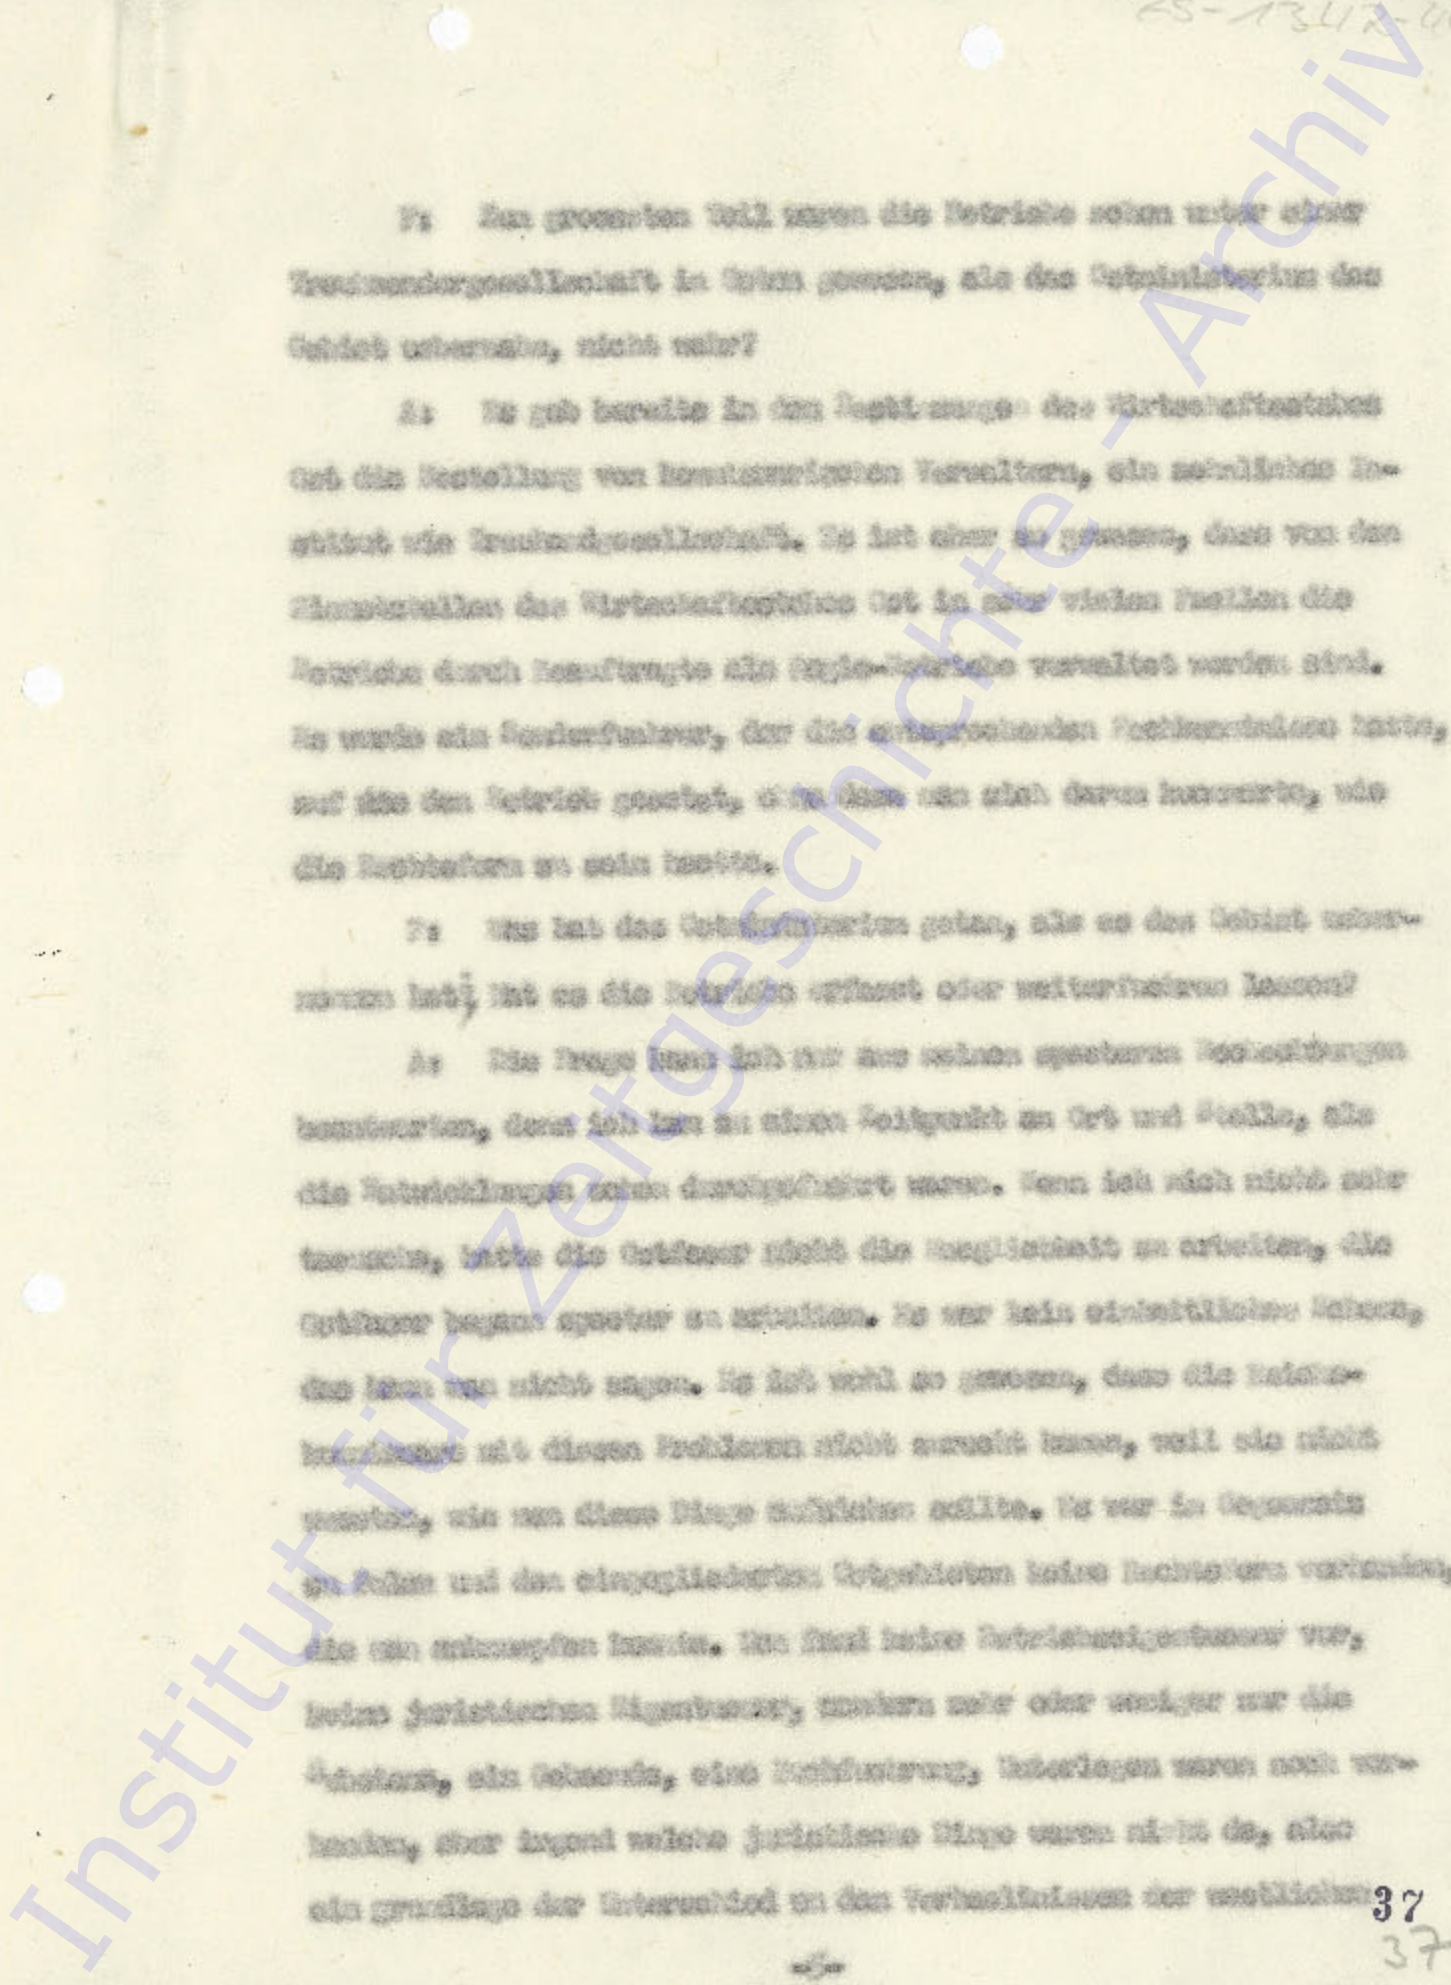 F: Zum groessten Teil waren die Betriebe schon unter einer
Treuhaendergesellschaft in Osten gewesen, als das Ostministerium das
Gebiet uebernahm, nicht wahr?
A: Es gab bereits in den Bestimmungen des Wirtschaftsstabes
Ost die Bestellung von kommissarischen Verwaltern, ein aehnliches In-
stitut wie Treuhandgesellschaft. Es ist aber so gewesen, dass von den
Dienststellen des Wirtschaftsstabes Ost in sehr vielen Faellen die
Betriebe durch Beauftragte als Regie-Betriebe verwaltet worden sind.
Es wurde ein Sonderfuehrer, der die entsprechenden Fachkenntnisse hatte,
auf die den Betrieb gesetzt, ohne dass man sich darum kuemmerte, wie
die Rechtsform zu sein haette.
F: Was hat das Ostministerium getan, als es das Gebiet ueber-
nommen hat; Hat es die Betriebe erfasst oder weiterfuehren lassen?
A: Die Frage kann ich nur aus meinen spaeteren Beobachtungen
beantworten, denn ich kam zu einem Zeitpunkt an Ort und Stelle, als
die Entwicklungen schon durchgefuehrt waren. Wenn ich mich nicht sehr
taeusche, hatte die Ostfaser nicht die Moeglichkeit zu arbeiten, die
Ostfaser begann spaeter zu arbeiten. Es war kein einheitliches Schema,
das kann man nicht sagen. Es ist wohl so gewesen, dass die Reichs-
mit diesen Problemen nicht zurecht kamen, weil sie nicht
wussten, wie man diese Dinge aufziehen sollte. Es war im Gegensatz
zu Polen und den eingegliederten Ostgebieten keine Rechtsform vorhanden,
die man anknuepfen konnte. Man fand keine Betriebseigentuemer vor,
keine juristischen Eigentuemer, sondern mehr oder weniger nur die
ein Gebaeude, eine Buchfuehrung, Unterlagen waren noch vor-
handen, aber irgend welche juristische Dinge waren nicht da, also
ein der Unterschied zu den Verhaeltnissen der westlichen
37
37
-5-
Institut für Zeitgeschichte - Archiv